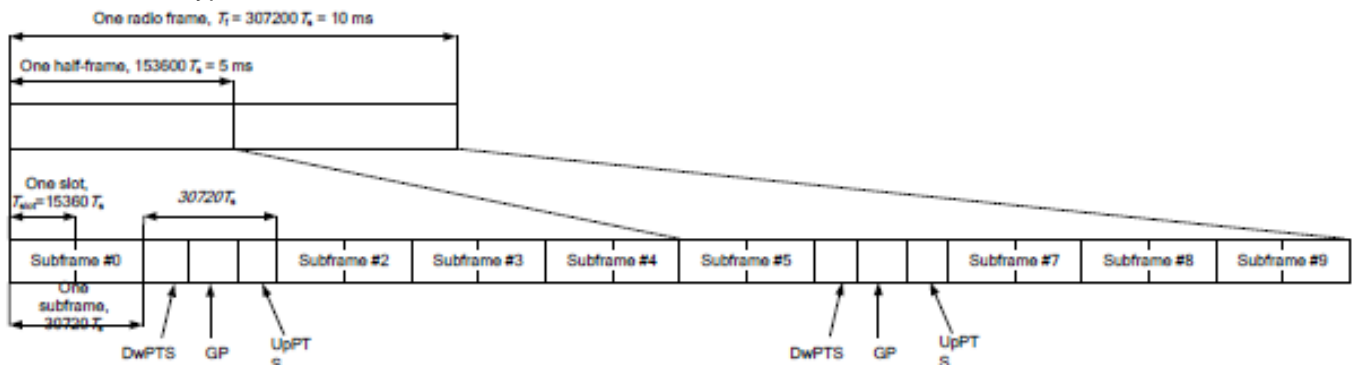 One radio frame, Tf = 307200 Ts = 10 ms
One half-frame, 153600 Ts = 5 ms
One slot,
Tslot=15360 Ts
30720Ts
Subframe #0
Subframe #2
Subframe #3
Subframe #4
Subframe #5
Subframe #7
Subframe #8
Subframe #9
One
subframe,
30720 Ts
DwPTS
GP
UpPT
S
DwPTS
GP
UpPT
S